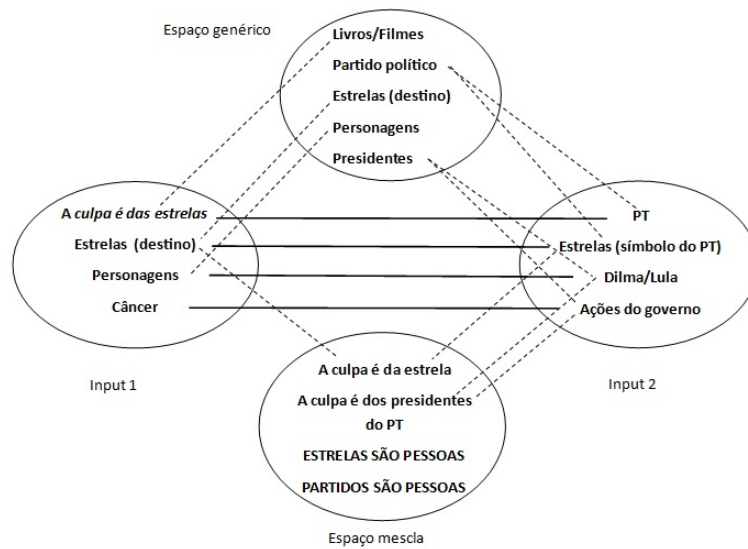 Espaço genérico
Livros/Filmes
Partido político
Estrelas (destino)
Personagens
Presidentes
A culpa é das estrelas
Estrelas (destino)
Personagens
Câncer
Input 1
PT
Estrelas (símbolo do PT)
Dilma/Lula
Ações do governo
Input 2
A culpa é da estrela
A culpa é dos presidentes
do PT
ESTRELAS SÃO PESSOAS
PARTIDOS SÃO PESSOAS
Espaço mescla